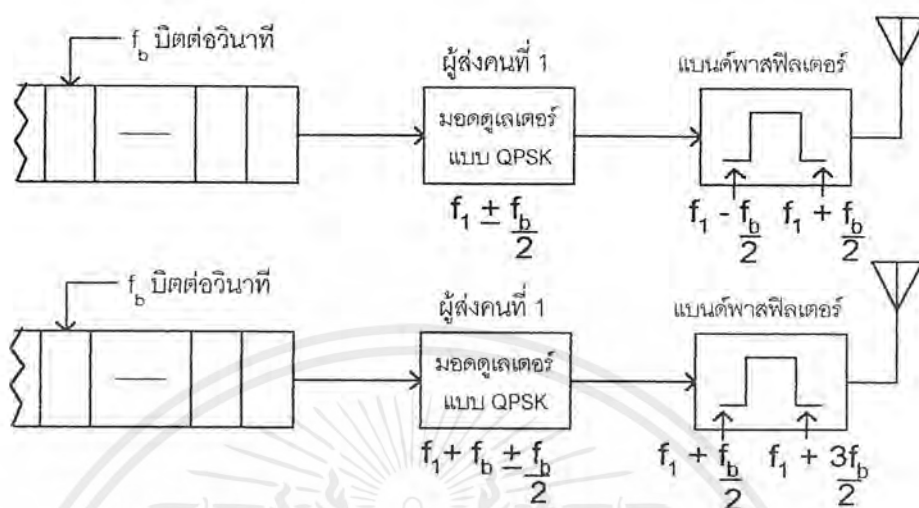 f_b บิตต่อวินาที
ผู้ส่งคนที่ 1
แบนด์พาสฟิลเตอร์
มอดดูเลเตอร์
แบบ QPSK
f_1 ± f_b/2
f_1 - f_b/2 f_1 + f_b/2
f_b บิตต่อวินาที
ผู้ส่งคนที่ 1
แบนด์พาสฟิลเตอร์
มอดดูเลเตอร์
แบบ QPSK
f_1 + f_b ± f_b/2
f_1 + f_b/2 f_1 + 3f_b/2